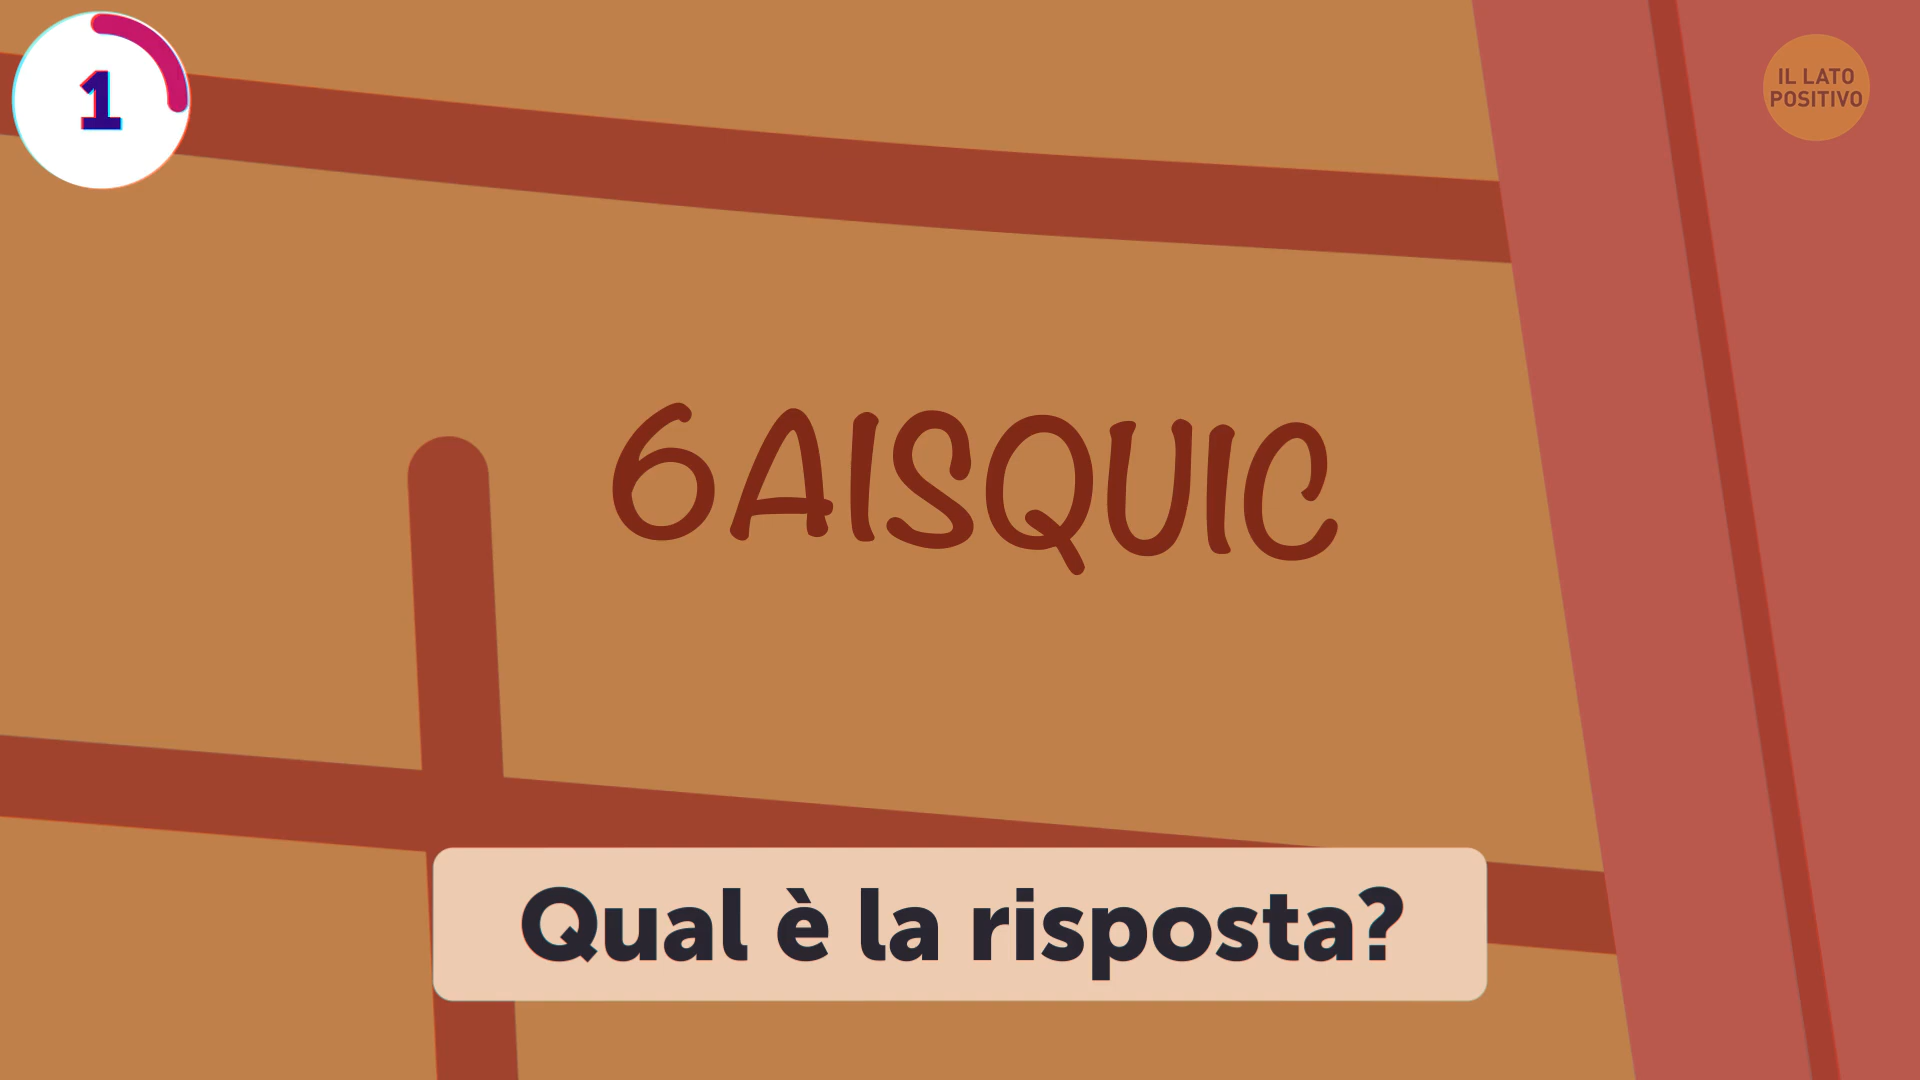 1
IL LATO
POSITIVO
6AISQUIC
Qual è la risposta?